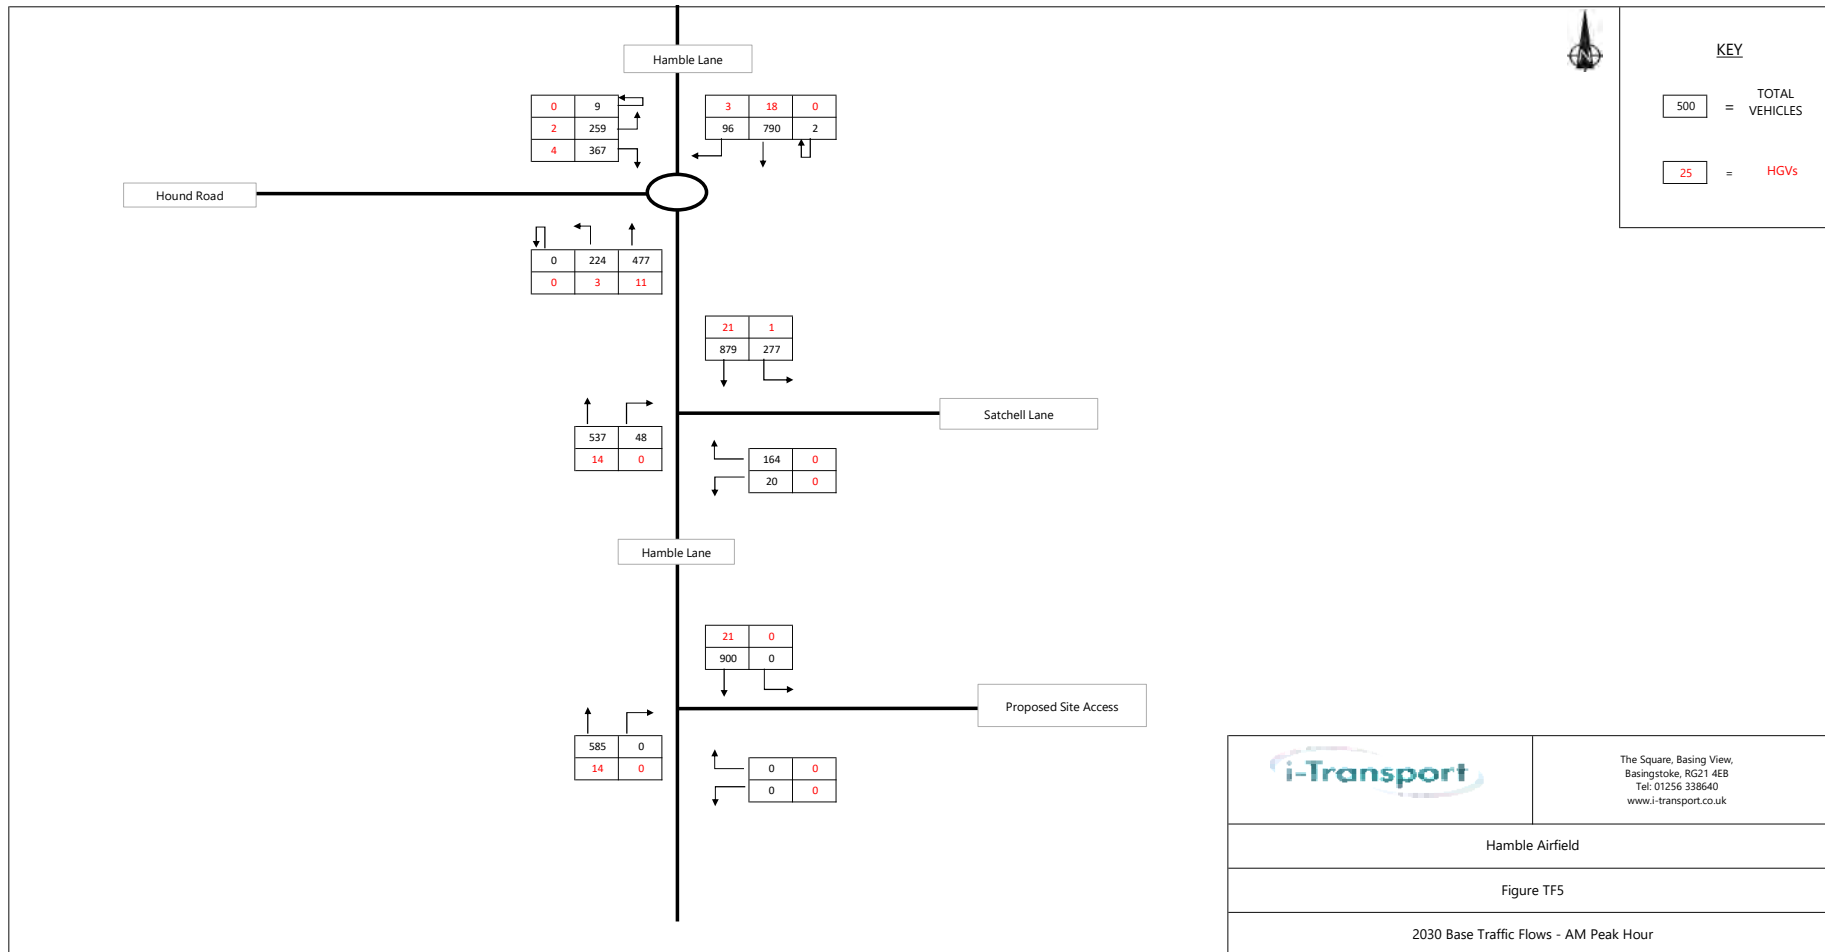 Hamble Lane
KEY
500 = TOTAL VEHICLES
25 = HGVs
0 9
2 259
4 367
3 18 0
96 790 2
Hound Road
0 224 477
0 3 11
21 1
879 277
Satchell Lane
537 48
14 0
164 0
20 0
Hamble Lane
21 0
900 0
Proposed Site Access
585 0
14 0
0 0
0 0
i-Transport
The Square, Basing View,
Basingstoke, RG21 4EB
Tel: 01256 338640
www.i-transport.co.uk
Hamble Airfield
Figure TF5
2030 Base Traffic Flows - AM Peak Hour